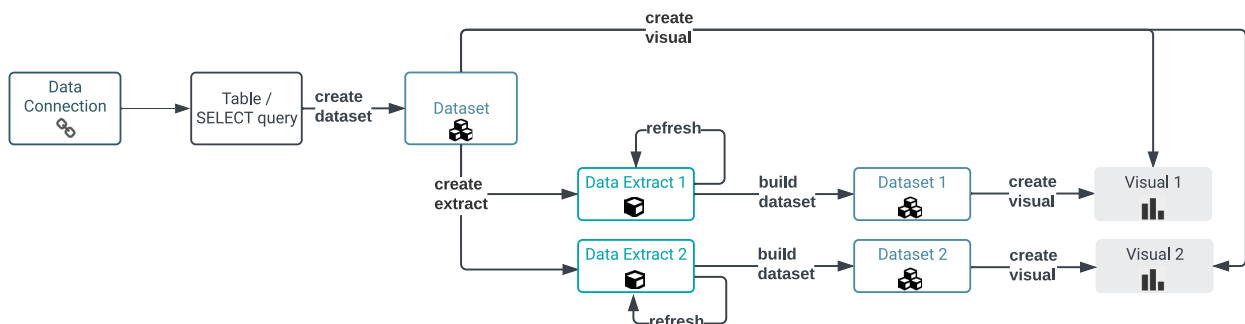 create
visual
Data
Connection
Table /
SELECT query
create
dataset
Dataset
refresh
create
extract
Data Extract 1
build
dataset
Dataset 1
create
visual
Visual 1
Data Extract 2
build
dataset
Dataset 2
create
visual
Visual 2
refresh